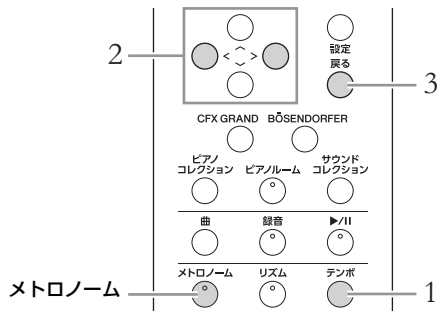 2
< >
設定
戻る
3
CFX GRAND BÖSENDORFER
ピアノ
コレクション
ピアノルーム
サウンド
コレクション
曲 録音 ▶/II
メトロノーム リズム テンポ
メトロノーム
1